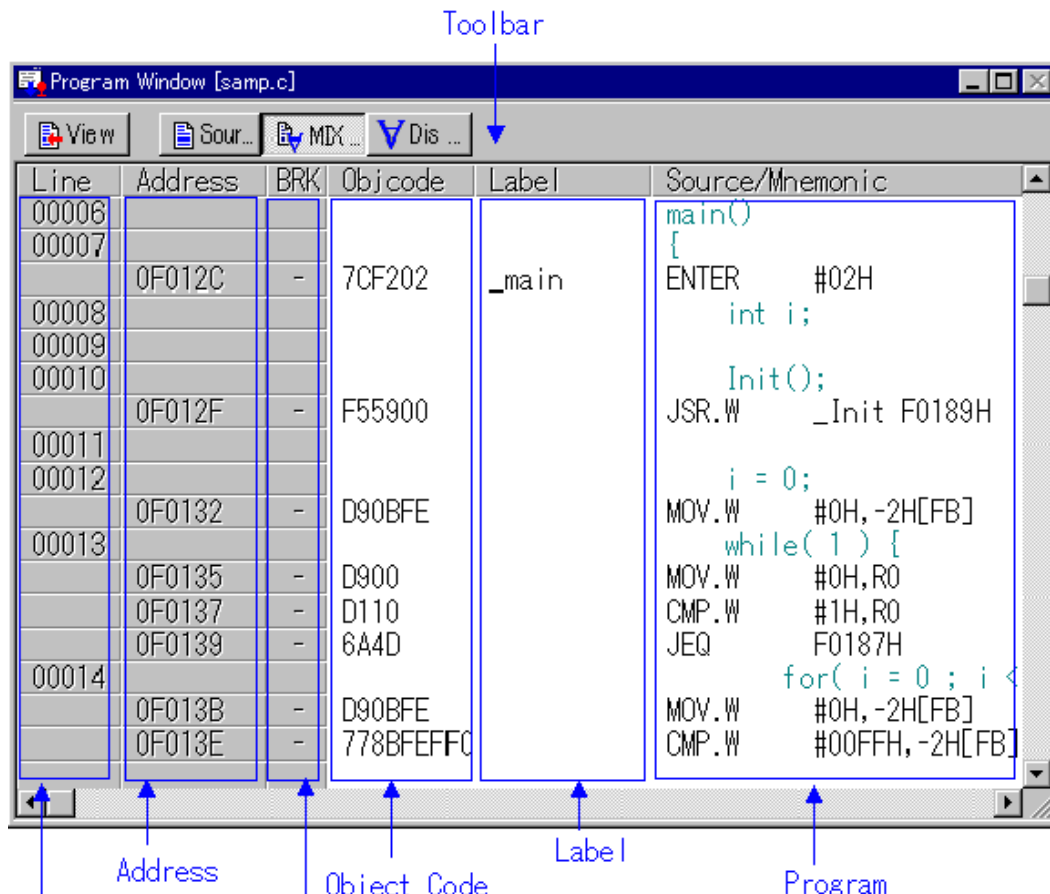 Toolbar
Program Window [samp.c]
View Sour... MIX ... Dis ...
Line Address BRK Objcode Label Source/Mnemonic
00006 main()
00007 {
0F012C - 7CF202 _main ENTER #02H
00008 int i;
00009
00010 Init();
0F012F - F55900 JSR.W _Init F0189H
00011
00012 i = 0;
0F0132 - D90BFE MOV.W #0H,-2H[FB]
00013 while( 1 ) {
0F0135 - D900 MOV.W #0H,R0
0F0137 - D110 CMP.W #1H,R0
0F0139 - 6A4D JEQ F0187H
00014 for( i = 0 ; i <
0F013B - D90BFE MOV.W #0H,-2H[FB]
0F013E - 778BFEFF0 CMP.W #00FFH,-2H[FB]
Address
Object Code
Label
Program